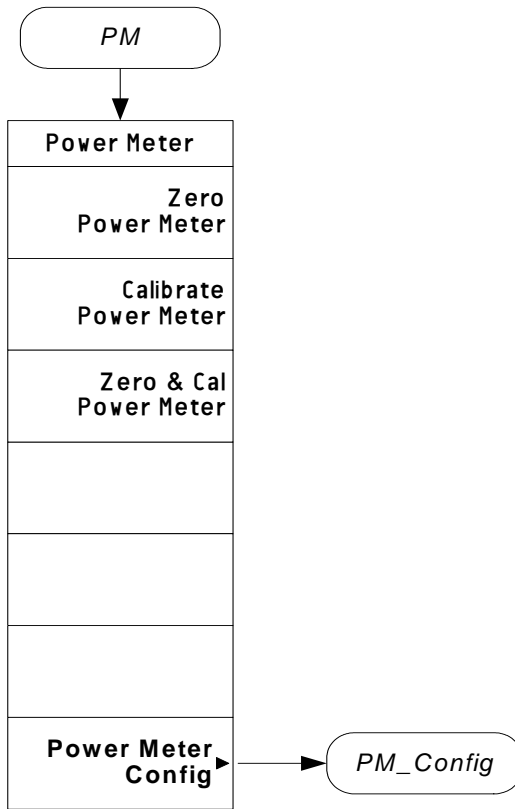 PM
Power Meter
Zero
Power Meter
Calibrate
Power Meter
Zero & Cal
Power Meter
Power Meter
Config
PM_Config